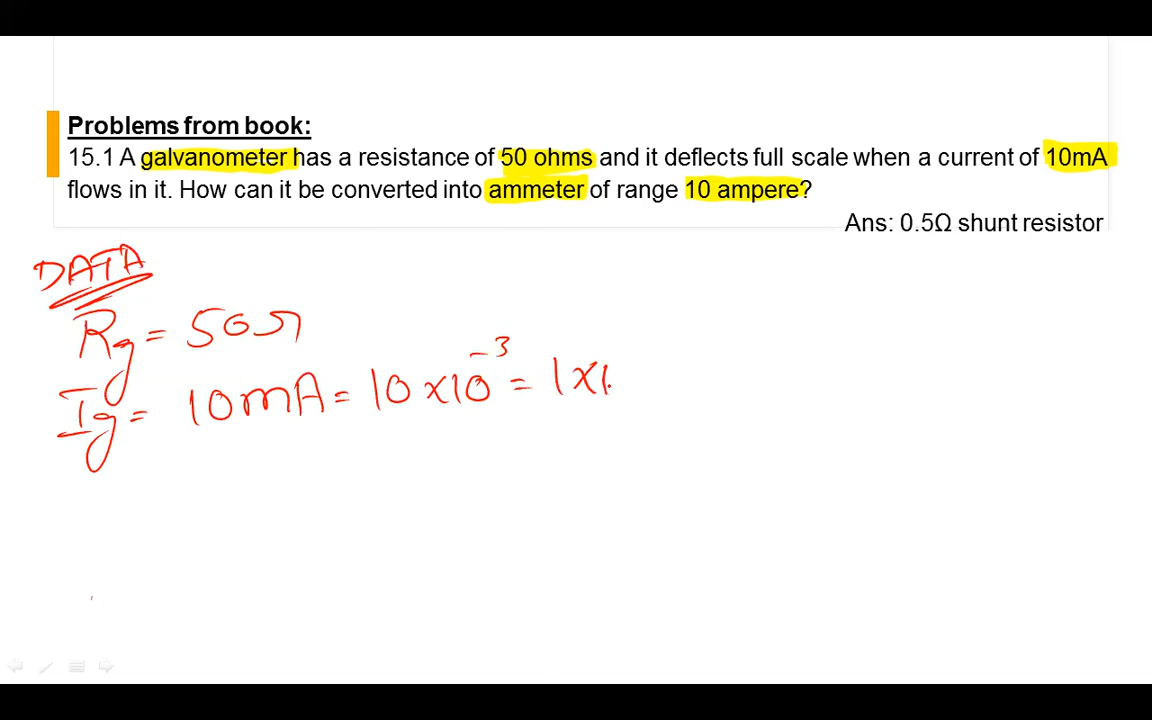 Problems from book:
15.1 A galvanometer has a resistance of 50 ohms and it deflects full scale when a current of 10mA
flows in it. How can it be converted into ammeter of range 10 ampere?
Ans: 0.5Ω shunt resistor
DATA
Rg = 50Ω
Ig = 10mA = 10 x 10⁻³ = 1 x 1